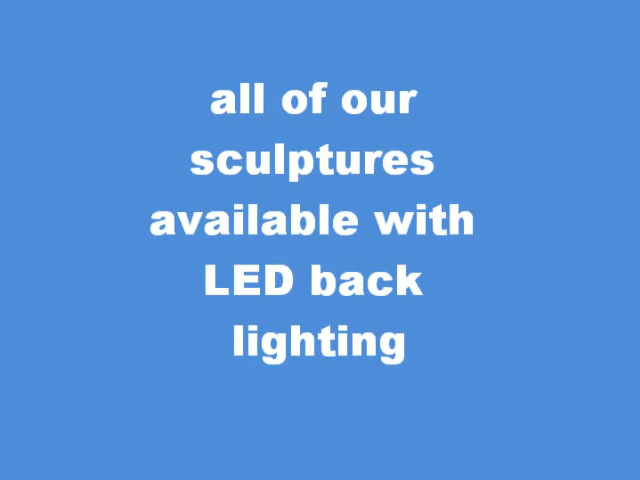 all of our
sculptures
available with
LED back
lighting